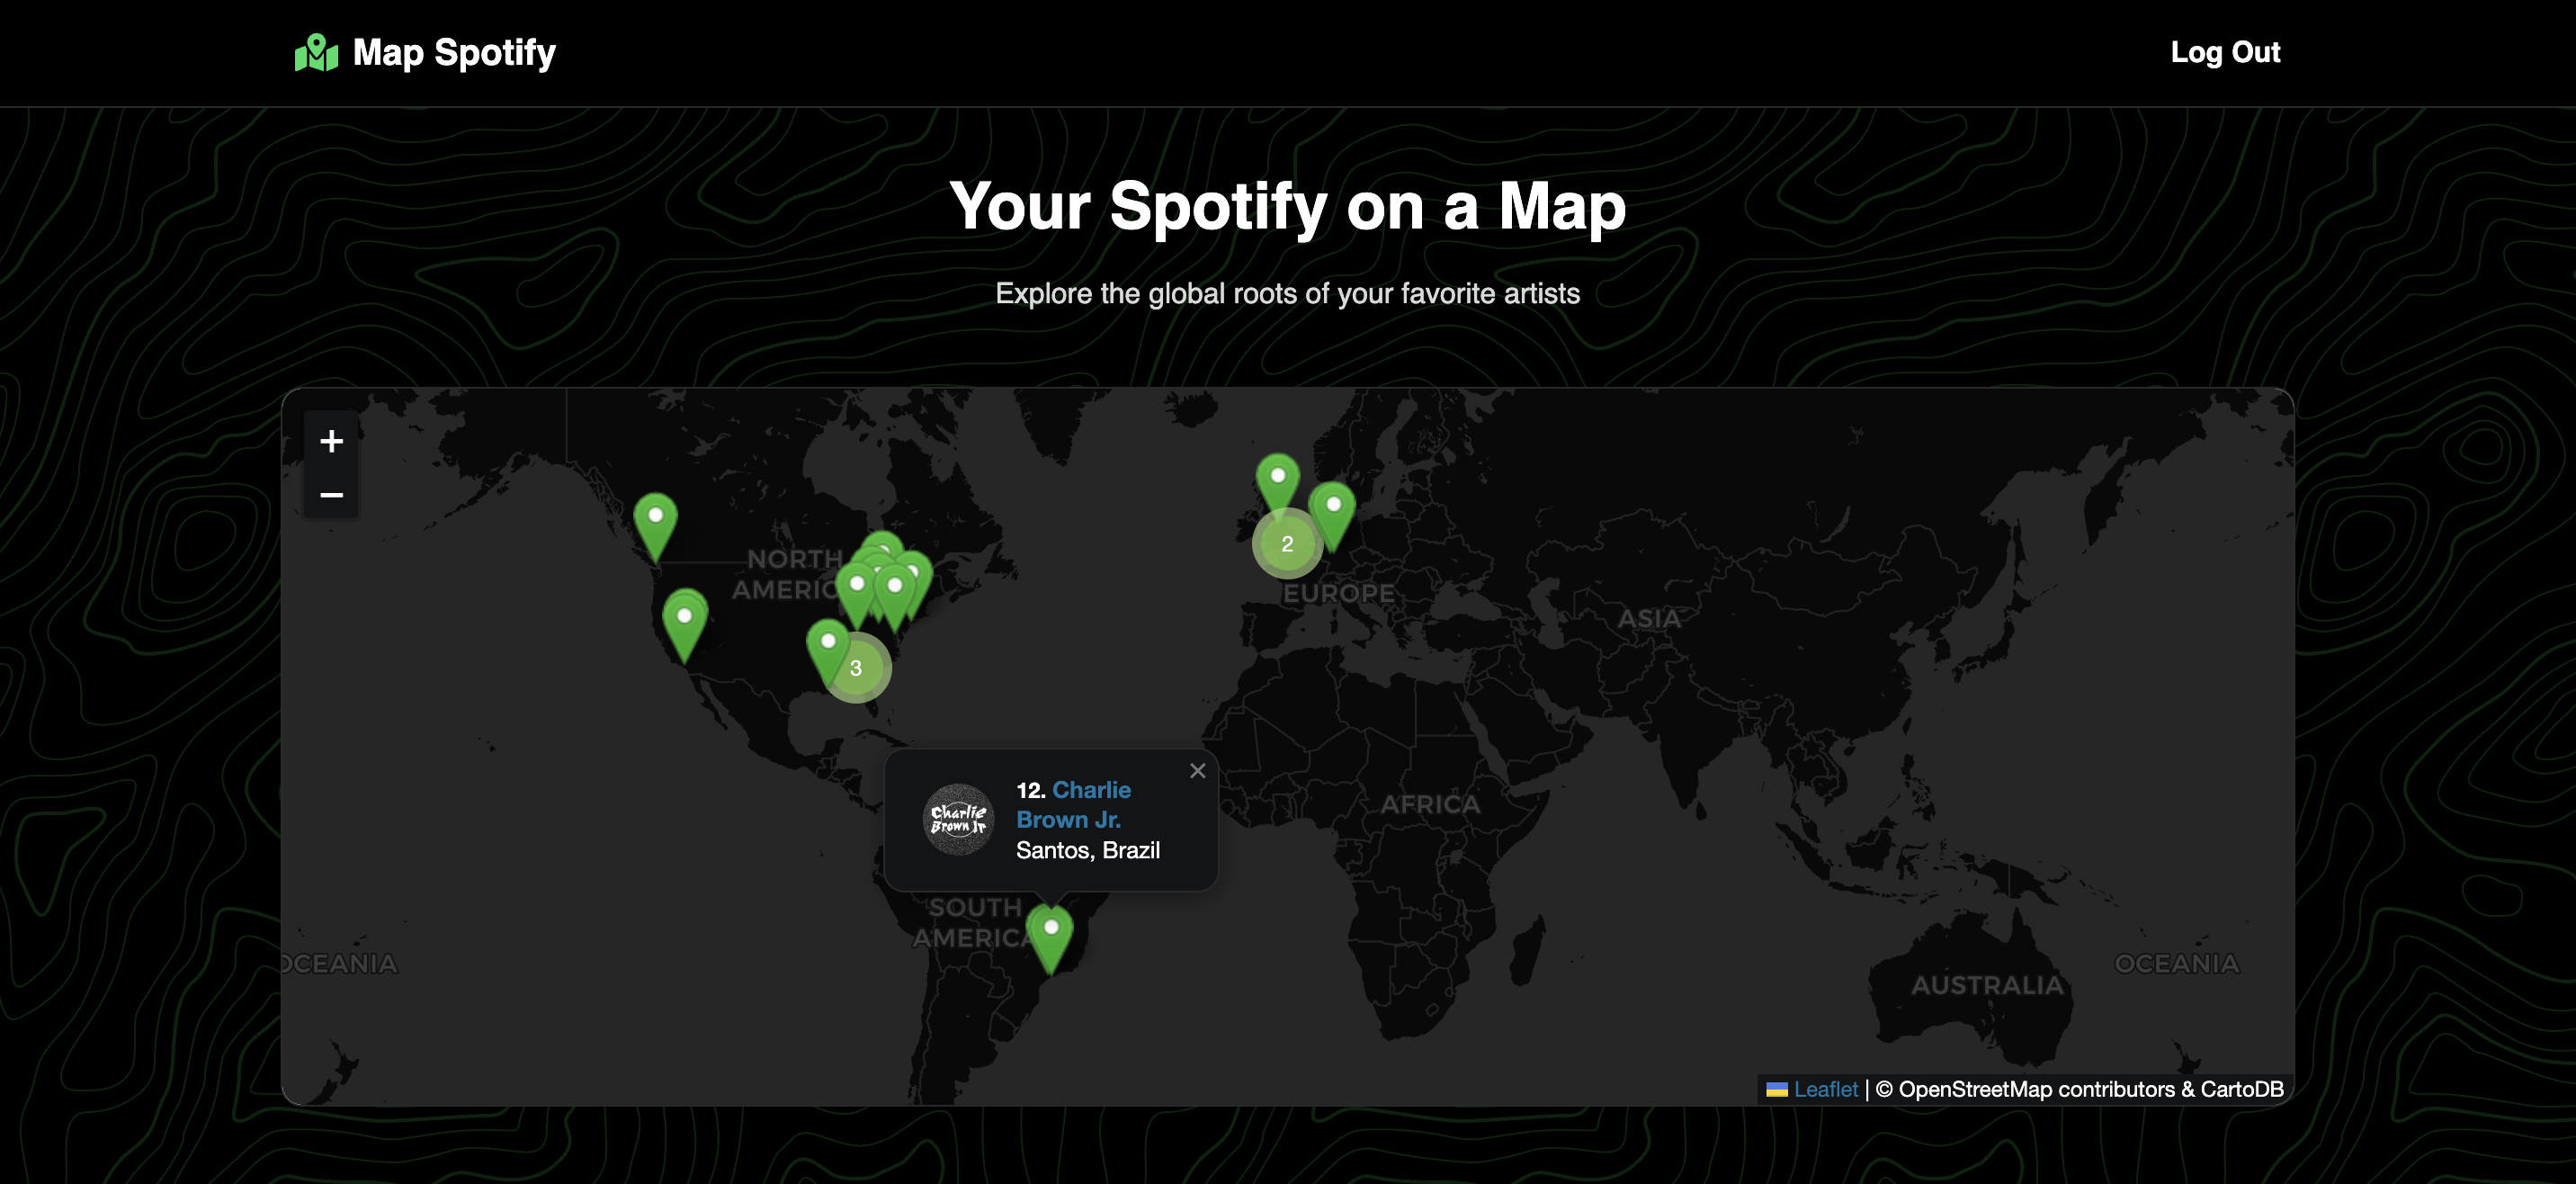 Map Spotify
Log Out
Your Spotify on a Map
Explore the global roots of your favorite artists
+
−
NORTH
AMERIC
2
EUROPE
ASIA
3
AFRICA
×
Charlie
Brown Jr
12. Charlie
Brown Jr.
Santos, Brazil
SOUTH
AMERICA
OCEANIA
OCEANIA
AUSTRALIA
Leaflet | © OpenStreetMap contributors & CartoDB